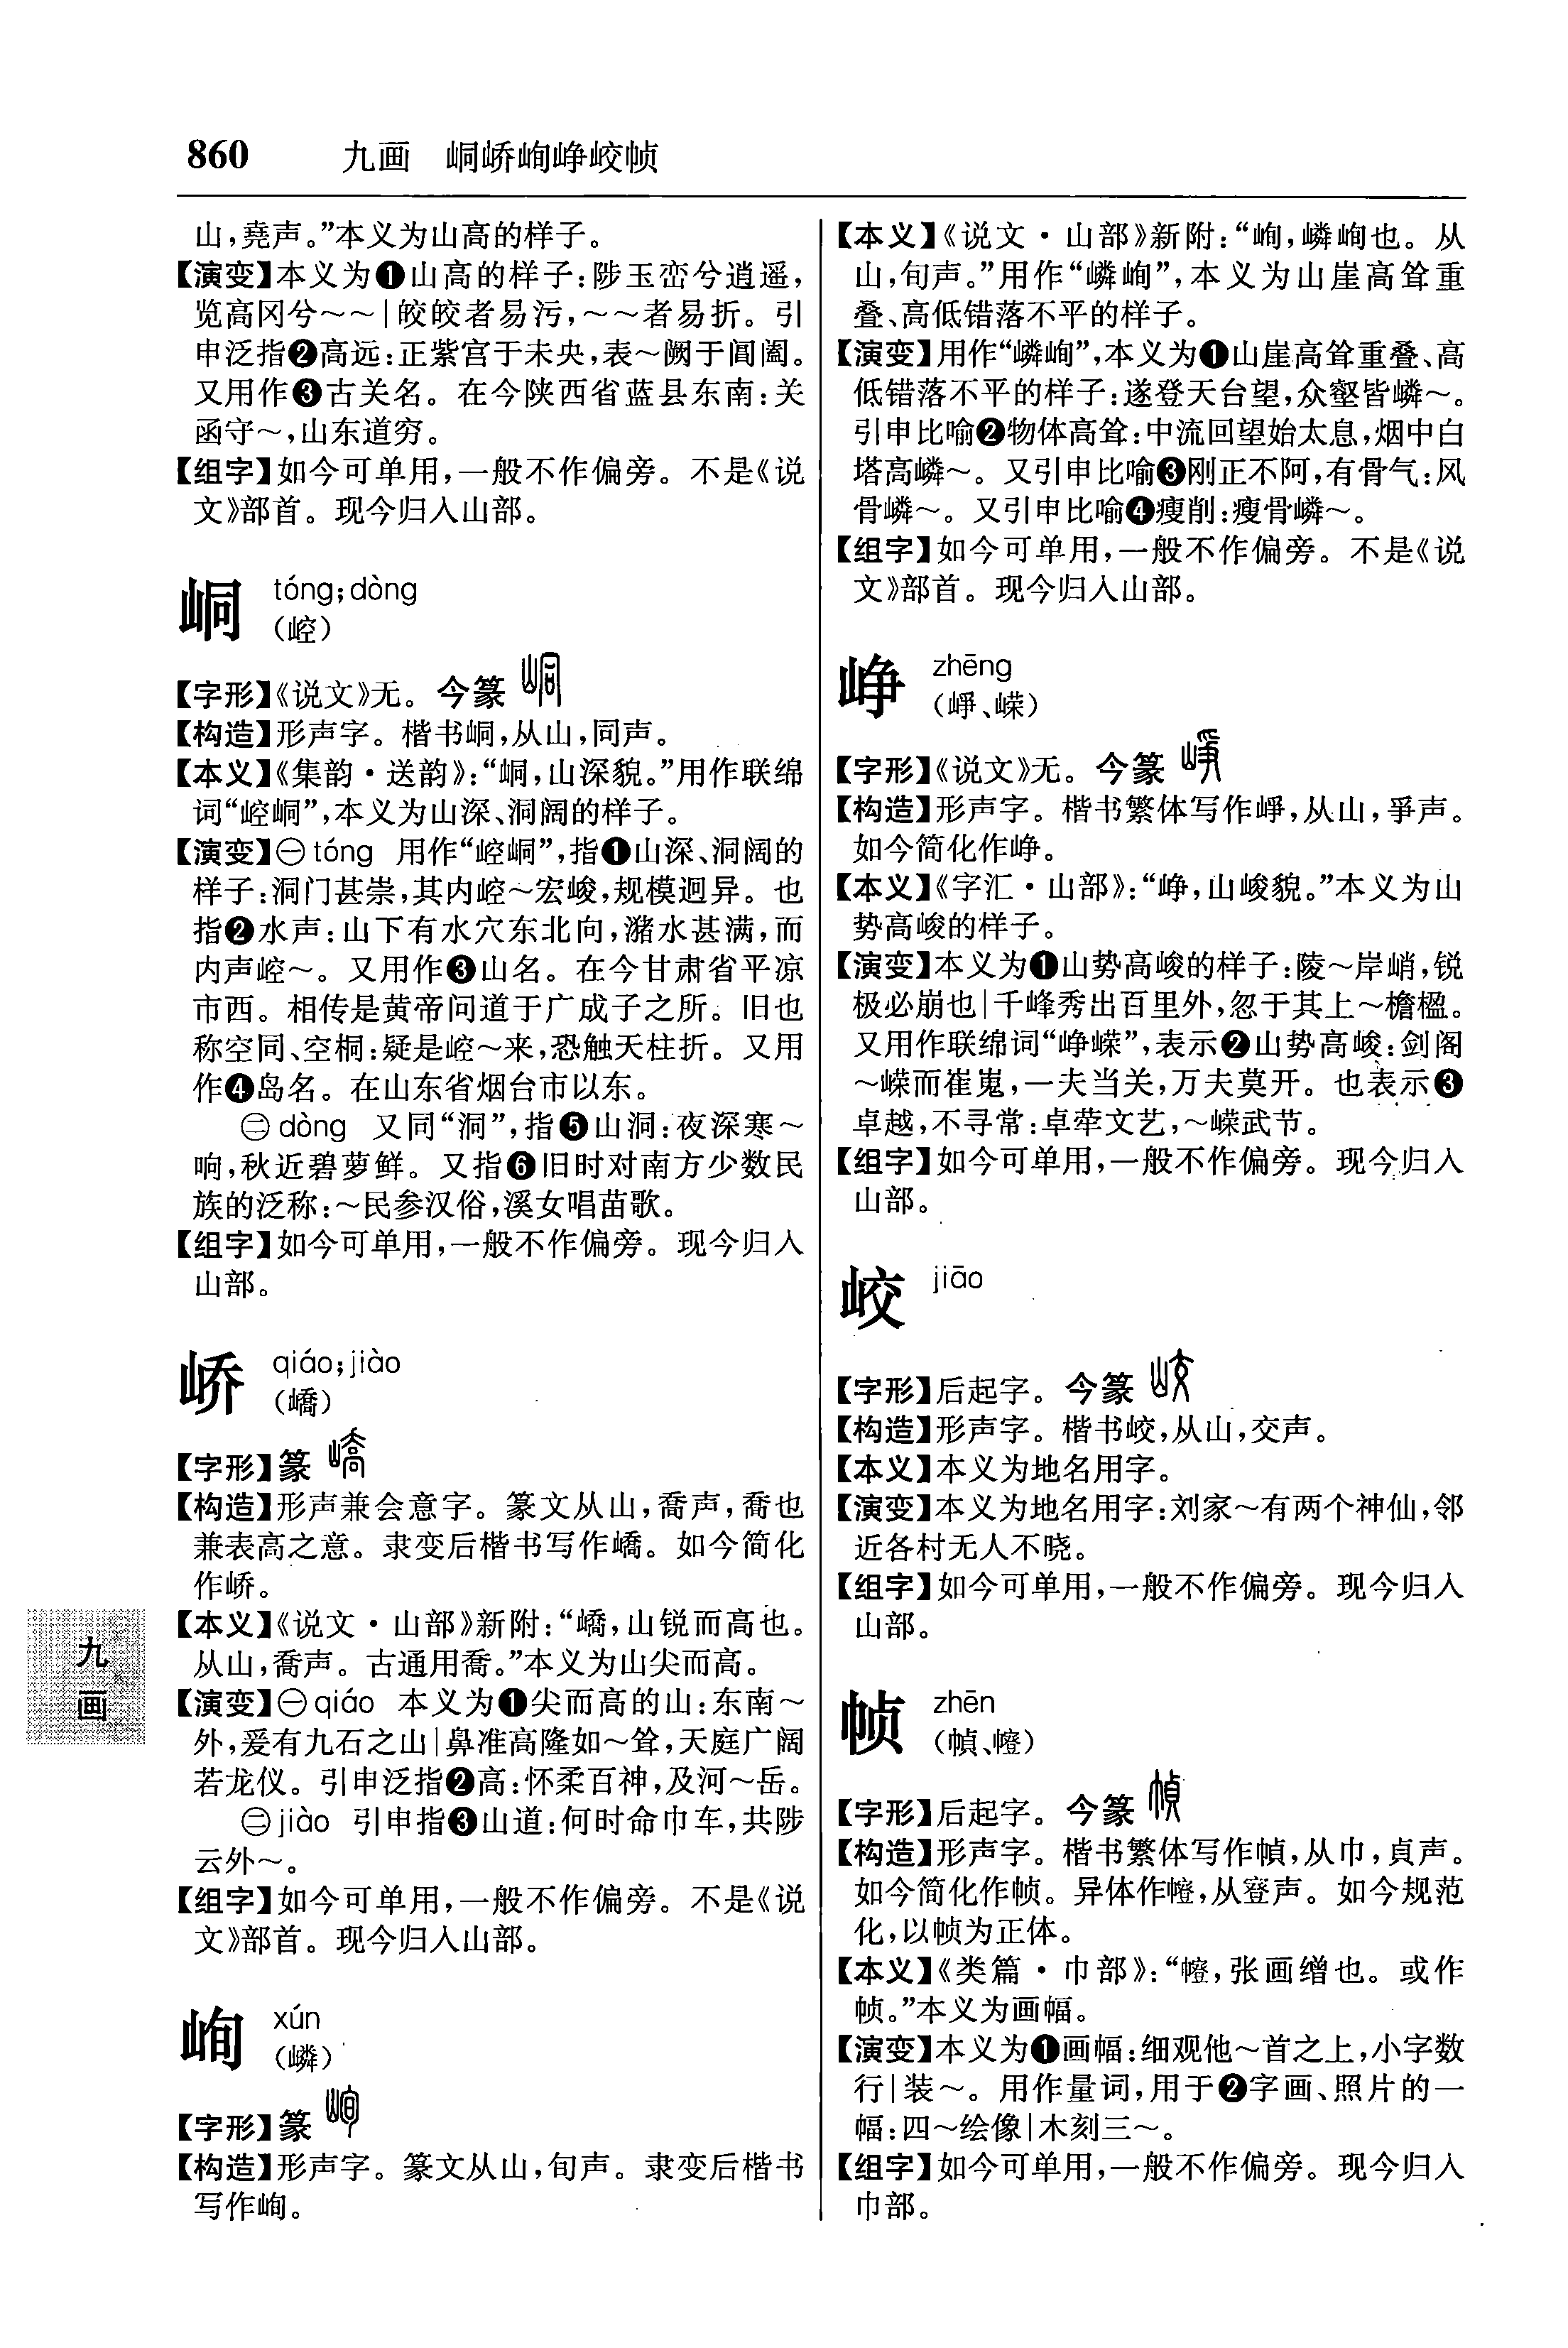 860 九画 峒峤峋峥峧帧
山,堯声。”本义为山高的样子。
【演变】本义为❶山高的样子:陟玉峦兮逍遥,
览高冈兮～～|皎皎者易污,～～者易折。引
申泛指❷高远:正紫宫于未央,表～阙于阊阖。
又用作❸古关名。在今陕西省蓝县东南:关
函守～,山东道穷。
【组字】如今可单用,一般不作偏旁。不是《说
文》部首。现今归入山部。
峒 tóng;dòng
(崆)
【字形】《说文》无。今篆
【构造】形声字。楷书峒,从山,同声。
【本义】《集韵·送韵》:“峒,山深貌。”用作联绵
词“崆峒”,本义为山深、洞阔的样子。
【演变】㊀tóng 用作“崆峒”,指❶山深、洞阔的
样子:洞门甚崇,其内崆～宏峻,规模迥异。也
指❷水声:山下有水穴东北向,潴水甚满,而
内声崆～。又用作❸山名。在今甘肃省平凉
市西。相传是黄帝问道于广成子之所。旧也
称空同、空桐:疑是崆～来,恐触天柱折。又用
作❹岛名。在山东省烟台市以东。
㊁dòng 又同“洞”,指❺山洞:夜深寒～
响,秋近碧萝鲜。又指❻旧时对南方少数民
族的泛称:～民参汉俗,溪女唱苗歌。
【组字】如今可单用,一般不作偏旁。现今归入
山部。
峤 qiáo;jiào
(嶠)
【字形】篆
【构造】形声兼会意字。篆文从山,喬声,喬也
兼表高之意。隶变后楷书写作嶠。如今简化
作峤。
【本义】《说文·山部》新附:“嶠,山锐而高也。
从山,喬声。古通用喬。”本义为山尖而高。
【演变】㊀qiáo 本义为❶尖而高的山:东南～
外,爰有九石之山|鼻准高隆如～耸,天庭广阔
若龙仪。引申泛指❷高:怀柔百神,及河～岳。
㊁jiào 引申指❸山道:何时命巾车,共陟
云外～。
【组字】如今可单用,一般不作偏旁。不是《说
文》部首。现今归入山部。
峋 xún
(嶙)
【字形】篆
【构造】形声字。篆文从山,旬声。隶变后楷书
写作峋。
九
画
【本义】《说文·山部》新附:“峋,嶙峋也。从
山,旬声。”用作“嶙峋”,本义为山崖高耸重
叠、高低错落不平的样子。
【演变】用作“嶙峋”,本义为❶山崖高耸重叠、高
低错落不平的样子:遂登天台望,众壑皆嶙～。
引申比喻❷物体高耸:中流回望始太息,烟中白
塔高嶙～。又引申比喻❸刚正不阿,有骨气:风
骨嶙～。又引申比喻❹瘦削:瘦骨嶙～。
【组字】如今可单用,一般不作偏旁。不是《说
文》部首。现今归入山部。
峥 zhēng
(崢、嵘)
【字形】《说文》无。今篆
【构造】形声字。楷书繁体写作崢,从山,爭声。
如今简化作峥。
【本义】《字汇·山部》:“峥,山峻貌。”本义为山
势高峻的样子。
【演变】本义为❶山势高峻的样子:陵～岸峭,锐
极必崩也|千峰秀出百里外,忽于其上～檐楹。
又用作联绵词“峥嵘”,表示❷山势高峻:剑阁
～嵘而崔嵬,一夫当关,万夫莫开。也表示❸
卓越,不寻常:卓荦文艺,～嵘武节。
【组字】如今可单用,一般不作偏旁。现今归入
山部。
峧 jiāo
【字形】后起字。今篆
【构造】形声字。楷书峧,从山,交声。
【本义】本义为地名用字。
【演变】本义为地名用字:刘家～有两个神仙,邻
近各村无人不晓。
【组字】如今可单用,一般不作偏旁。现今归入
山部。
帧 zhēn
(幀、㡧)
【字形】后起字。今篆
【构造】形声字。楷书繁体写作幀,从巾,貞声。
如今简化作帧。异体作㡧,从登声。如今规范
化,以帧为正体。
【本义】《类篇·巾部》:“㡧,张画缯也。或作
帧。”本义为画幅。
【演变】本义为❶画幅:细观他～首之上,小字数
行|装～。用作量词,用于❷字画、照片的一
幅:四～绘像|木刻三～。
【组字】如今可单用,一般不作偏旁。现今归入
巾部。